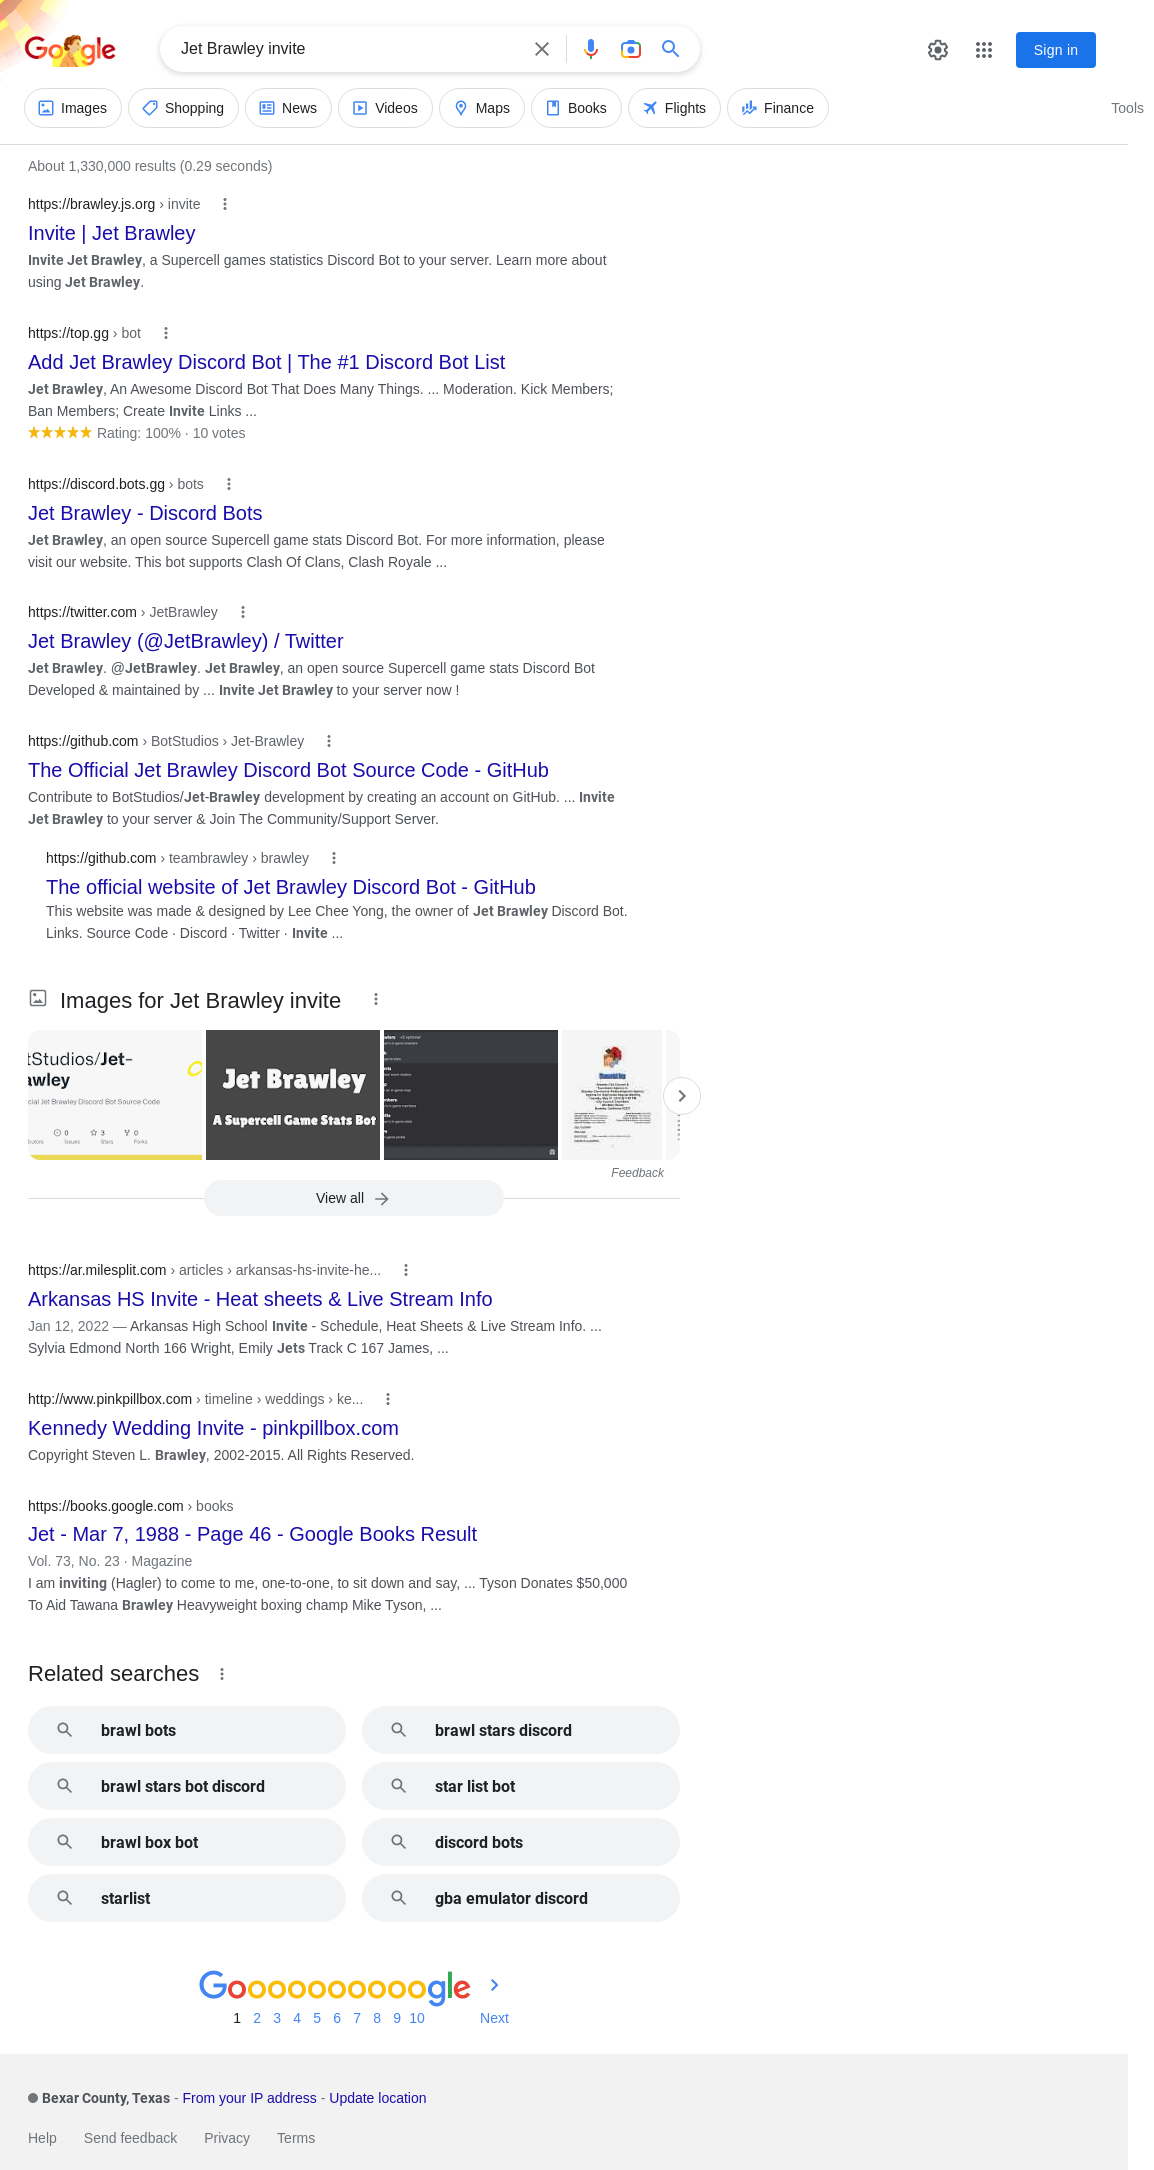 Google
Jet Brawley invite
Sign in
Images
Shopping
News
Videos
Maps
Books
Flights
Finance
Tools
About 1,330,000 results (0.29 seconds)
https://brawley.js.org › invite
Invite | Jet Brawley
Invite Jet Brawley, a Supercell games statistics Discord Bot to your server. Learn more about
using Jet Brawley.
https://top.gg › bot
Add Jet Brawley Discord Bot | The #1 Discord Bot List
Jet Brawley, An Awesome Discord Bot That Does Many Things. ... Moderation. Kick Members;
Ban Members; Create Invite Links ...
Rating: 100% · 10 votes
https://discord.bots.gg › bots
Jet Brawley - Discord Bots
Jet Brawley, an open source Supercell game stats Discord Bot. For more information, please
visit our website. This bot supports Clash Of Clans, Clash Royale ...
https://twitter.com › JetBrawley
Jet Brawley (@JetBrawley) / Twitter
Jet Brawley. @JetBrawley. Jet Brawley, an open source Supercell game stats Discord Bot
Developed & maintained by ... Invite Jet Brawley to your server now !
https://github.com › BotStudios › Jet-Brawley
The Official Jet Brawley Discord Bot Source Code - GitHub
Contribute to BotStudios/Jet-Brawley development by creating an account on GitHub. ... Invite
Jet Brawley to your server & Join The Community/Support Server.
https://github.com › teambrawley › brawley
The official website of Jet Brawley Discord Bot - GitHub
This website was made & designed by Lee Chee Yong, the owner of Jet Brawley Discord Bot.
Links. Source Code · Discord · Twitter · Invite ...
Images for Jet Brawley invite
tStudios/Jet-
awley
cial Jet Brawley Discord Bot Source Code
0
3
0
butors
Issues
Stars
Forks
Jet Brawley
A Supercell Game Stats Bot
Feedback
View all
https://ar.milesplit.com › articles › arkansas-hs-invite-he...
Arkansas HS Invite - Heat sheets & Live Stream Info
Jan 12, 2022 — Arkansas High School Invite - Schedule, Heat Sheets & Live Stream Info. ...
Sylvia Edmond North 166 Wright, Emily Jets Track C 167 James, ...
http://www.pinkpillbox.com › timeline › weddings › ke...
Kennedy Wedding Invite - pinkpillbox.com
Copyright Steven L. Brawley, 2002-2015. All Rights Reserved.
https://books.google.com › books
Jet - Mar 7, 1988 - Page 46 - Google Books Result
Vol. 73, No. 23 · Magazine
I am inviting (Hagler) to come to me, one-to-one, to sit down and say, ... Tyson Donates $50,000
To Aid Tawana Brawley Heavyweight boxing champ Mike Tyson, ...
Related searches
brawl bots
brawl stars discord
brawl stars bot discord
star list bot
brawl box bot
discord bots
starlist
gba emulator discord
Goooooooooogle
1 2 3 4 5 6 7 8 9 10 Next
Bexar County, Texas - From your IP address - Update location
Help Send feedback Privacy Terms